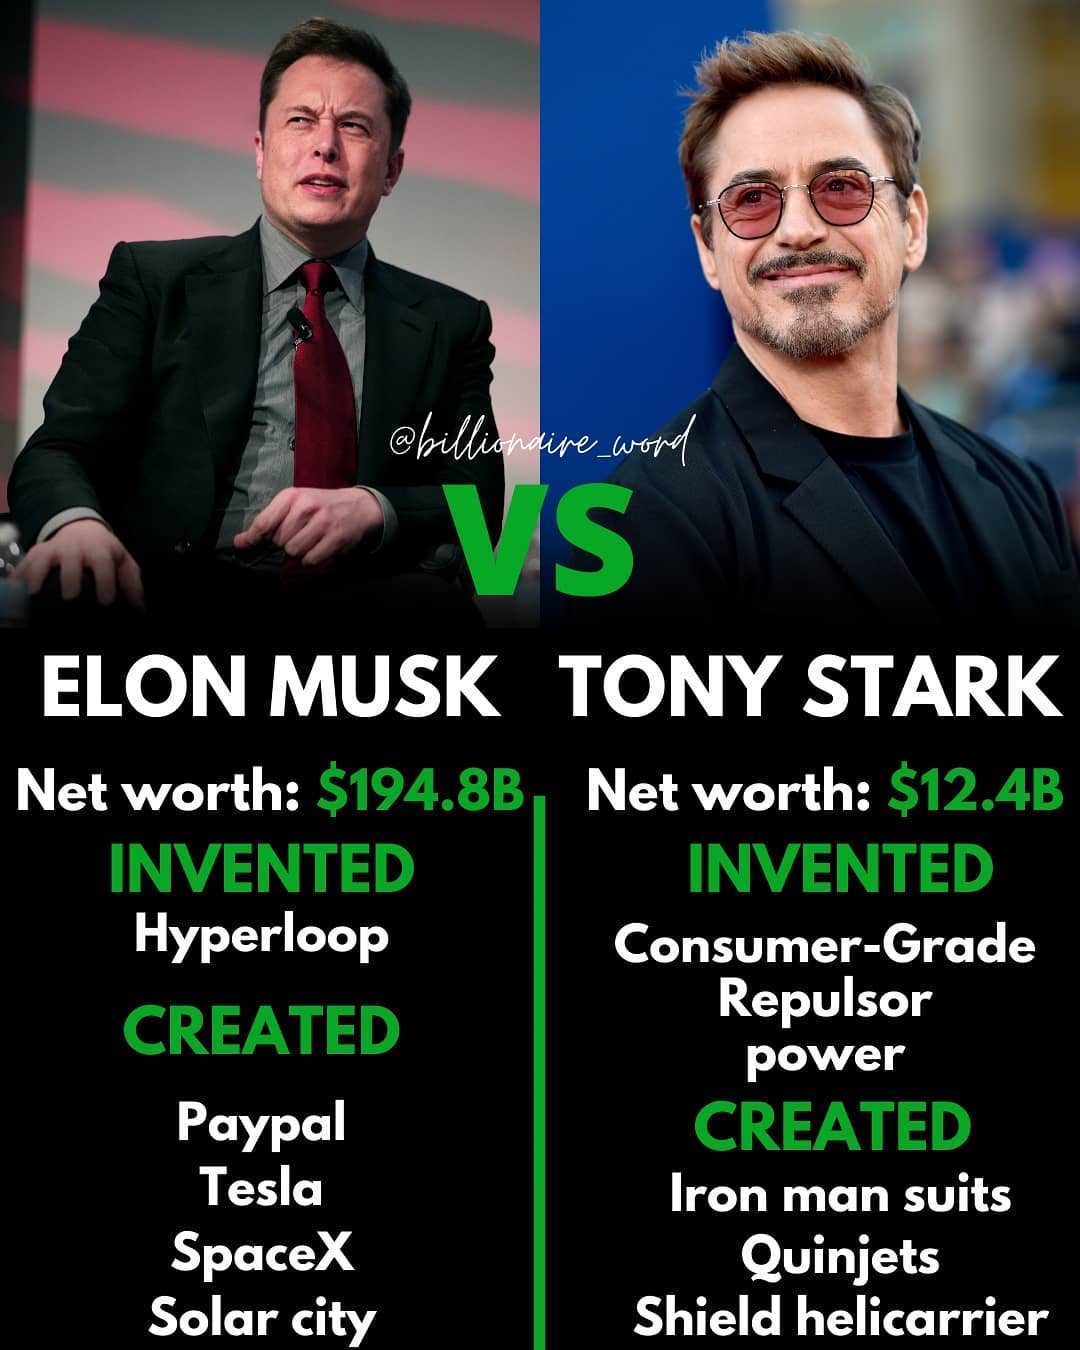 @billionaire_word
VS
ELON MUSK
Net worth: $194.8B
INVENTED
Hyperloop
CREATED
Paypal
Tesla
SpaceX
Solar city
TONY STARK
Net worth: $12.4B
INVENTED
Consumer-Grade
Repulsor
power
CREATED
Iron man suits
Quinjets
Shield helicarrier